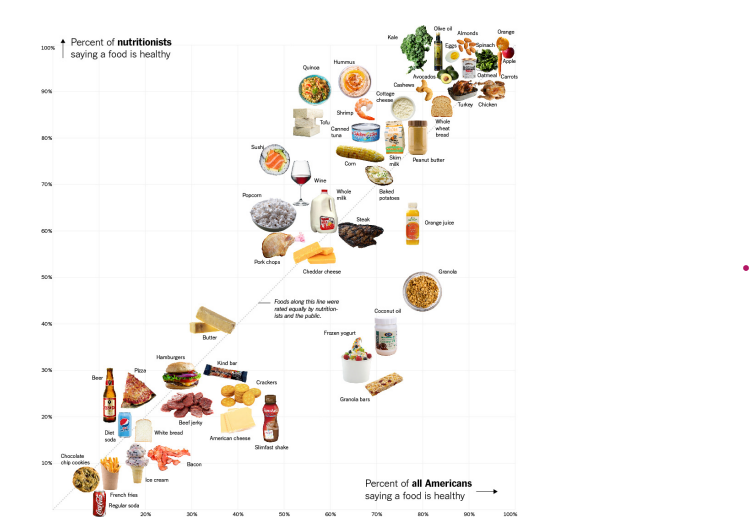 Percent of nutritionists
saying a food is healthy
100%
Kale
Olive oil
Almonds
Orange
Eggs
Spinach
Apple
Quinoa
Hummus
Avocados
Oatmeal
Carrots
Cashews
90%
Cottage
cheese
Turkey
Chicken
Shrimp
Tofu
Canned
tuna
Whole
wheat
bread
80%
Sushi
Corn
Skim
milk
Peanut butter
70%
Wine
Popcorn
Whole
milk
Baked
potatoes
60%
Steak
Orange juice
Pork chops
Cheddar cheese
50%
Granola
Foods along this line were
rated equally by nutrition-
ists and the public.
Coconut oil
40%
Butter
Frozen yogurt
Hamburgers
Kind bar
30%
Beer
Pizza
Crackers
Granola bars
20%
Beef jerky
Diet
soda
White bread
American cheese
Slimfast shake
Chocolate
chip cookies
10%
Bacon
Ice cream
French fries
Regular soda
Percent of all Americans
saying a food is healthy
20%
30%
40%
50%
60%
70%
80%
90%
100%